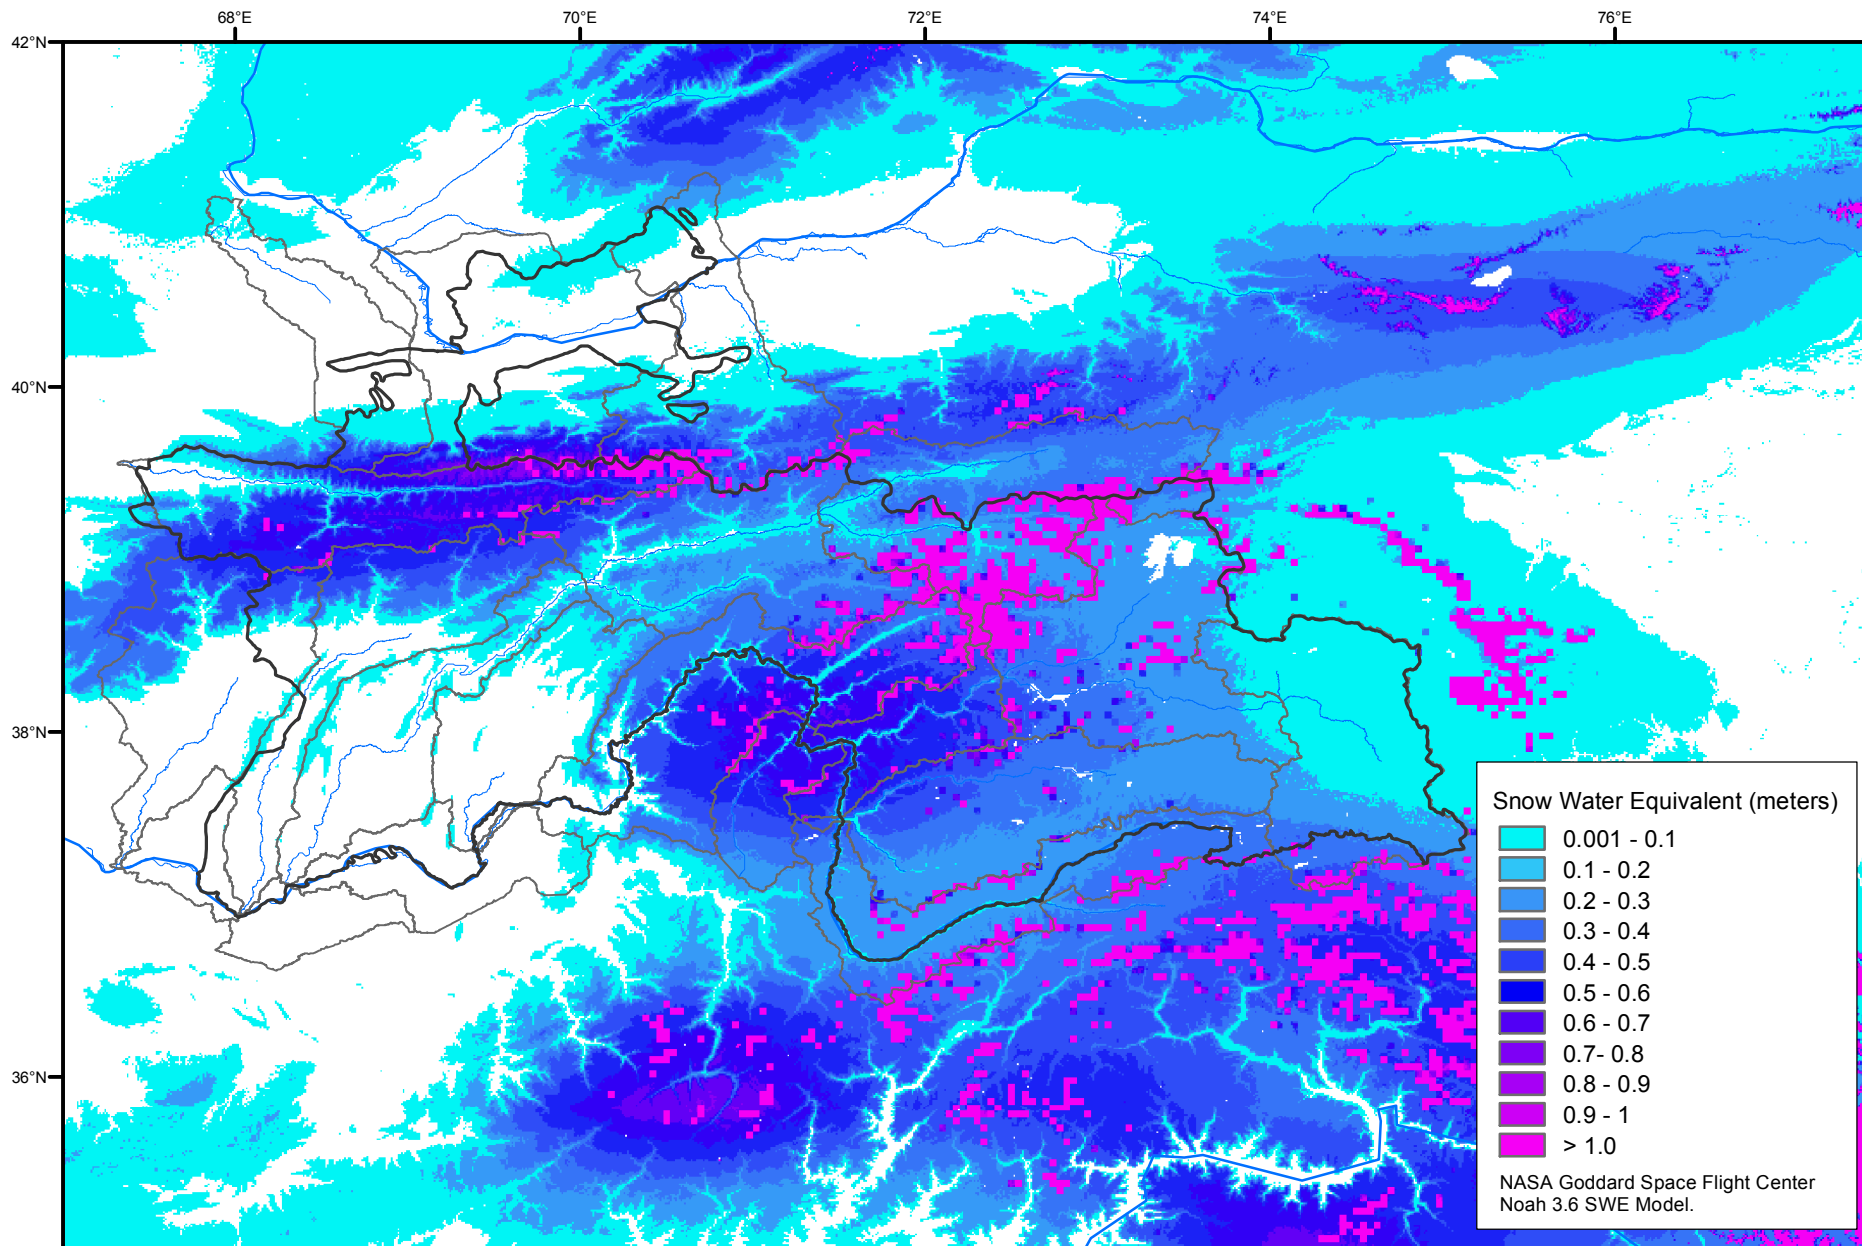 68°E 70°E 72°E 74°E 76°E
42°N
40°N
38°N
36°N
Snow Water Equivalent (meters)
0.001 - 0.1
0.1 - 0.2
0.2 - 0.3
0.3 - 0.4
0.4 - 0.5
0.5 - 0.6
0.6 - 0.7
0.7- 0.8
0.8 - 0.9
0.9 - 1
> 1.0
NASA Goddard Space Flight Center
Noah 3.6 SWE Model.